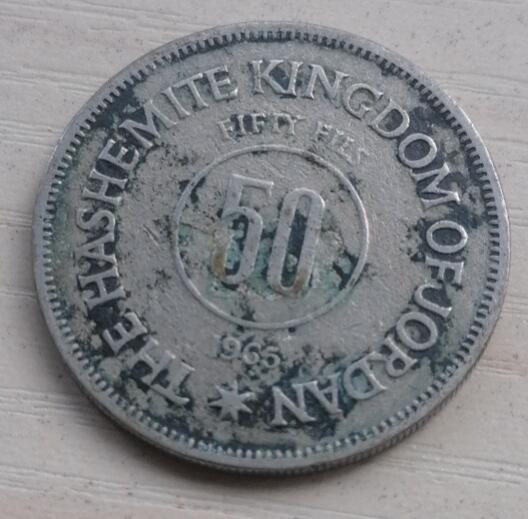 THE HASHEMITE KINGDOM OF JORDAN
FIFTY FILS
50
1965